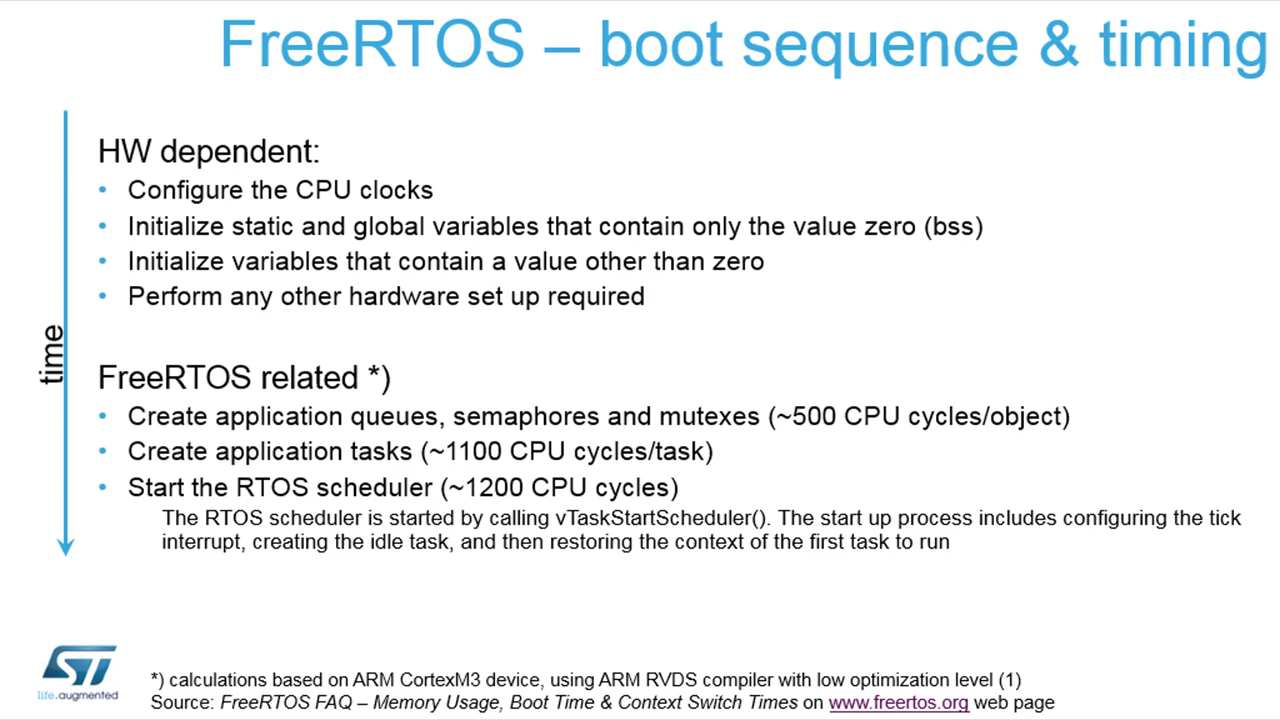 FreeRTOS – boot sequence & timing
HW dependent:
• Configure the CPU clocks
• Initialize static and global variables that contain only the value zero (bss)
• Initialize variables that contain a value other than zero
• Perform any other hardware set up required
time
FreeRTOS related *)
• Create application queues, semaphores and mutexes (~500 CPU cycles/object)
• Create application tasks (~1100 CPU cycles/task)
• Start the RTOS scheduler (~1200 CPU cycles)
The RTOS scheduler is started by calling vTaskStartScheduler(). The start up process includes configuring the tick
interrupt, creating the idle task, and then restoring the context of the first task to run
ST
life.augmented
*) calculations based on ARM CortexM3 device, using ARM RVDS compiler with low optimization level (1)
Source: FreeRTOS FAQ – Memory Usage, Boot Time & Context Switch Times on www.freertos.org web page